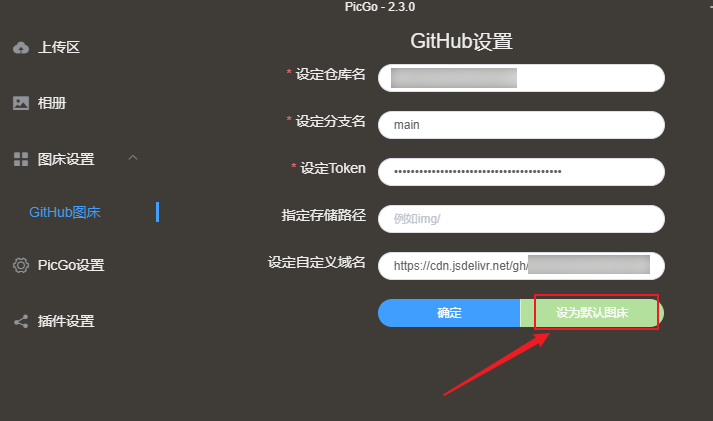 PicGo - 2.3.0
上传区
相册
图床设置
GitHub图床
PicGo设置
插件设置
GitHub设置
* 设定仓库名
* 设定分支名
main
* 设定Token
指定存储路径
例如img/
设定自定义域名
https://cdn.jsdelivr.net/gh/
确定
设为默认图床